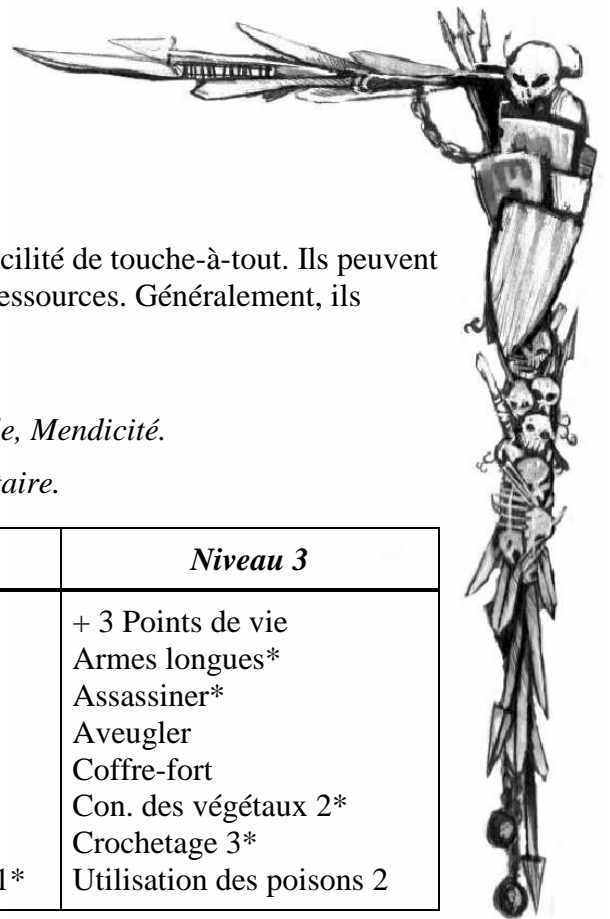 cilité de touche-à-tout. Ils peuvent
essources. Généralement, ils
e, Mendicité.
taire.
Niveau 3
+ 3 Points de vie
Armes longues*
Assassiner*
Aveugler
Coffre-fort
Con. des végétaux 2*
Crochetage 3*
1* Utilisation des poisons 2